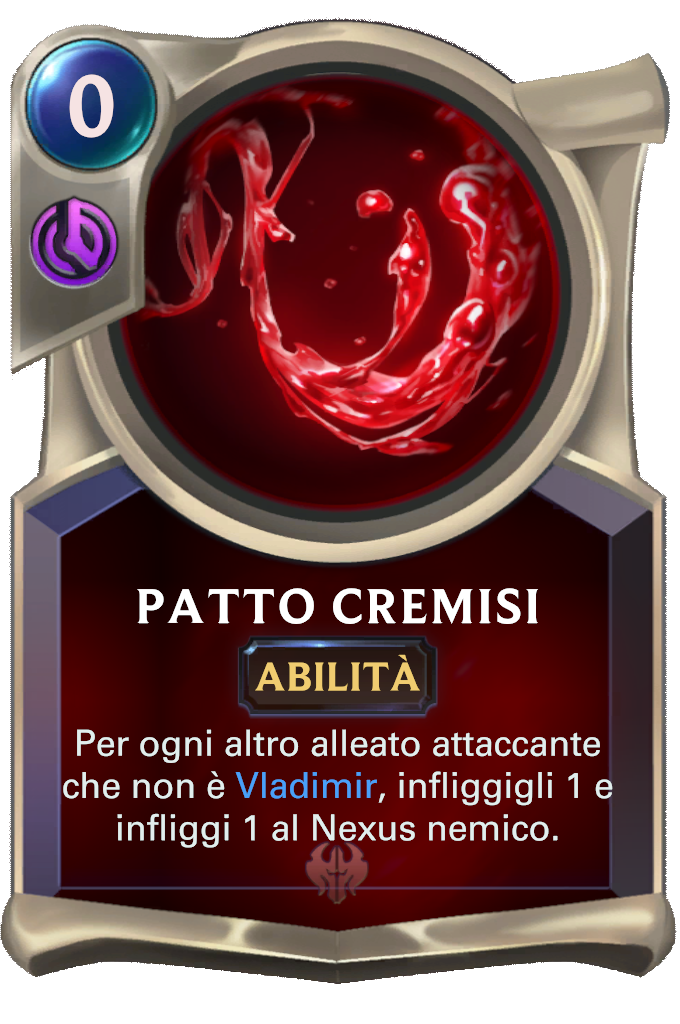 0
PATTO CREMISI
ABILITÀ
Per ogni altro alleato attaccante
che non è Vladimir, infliggigli 1 e
infliggi 1 al Nexus nemico.